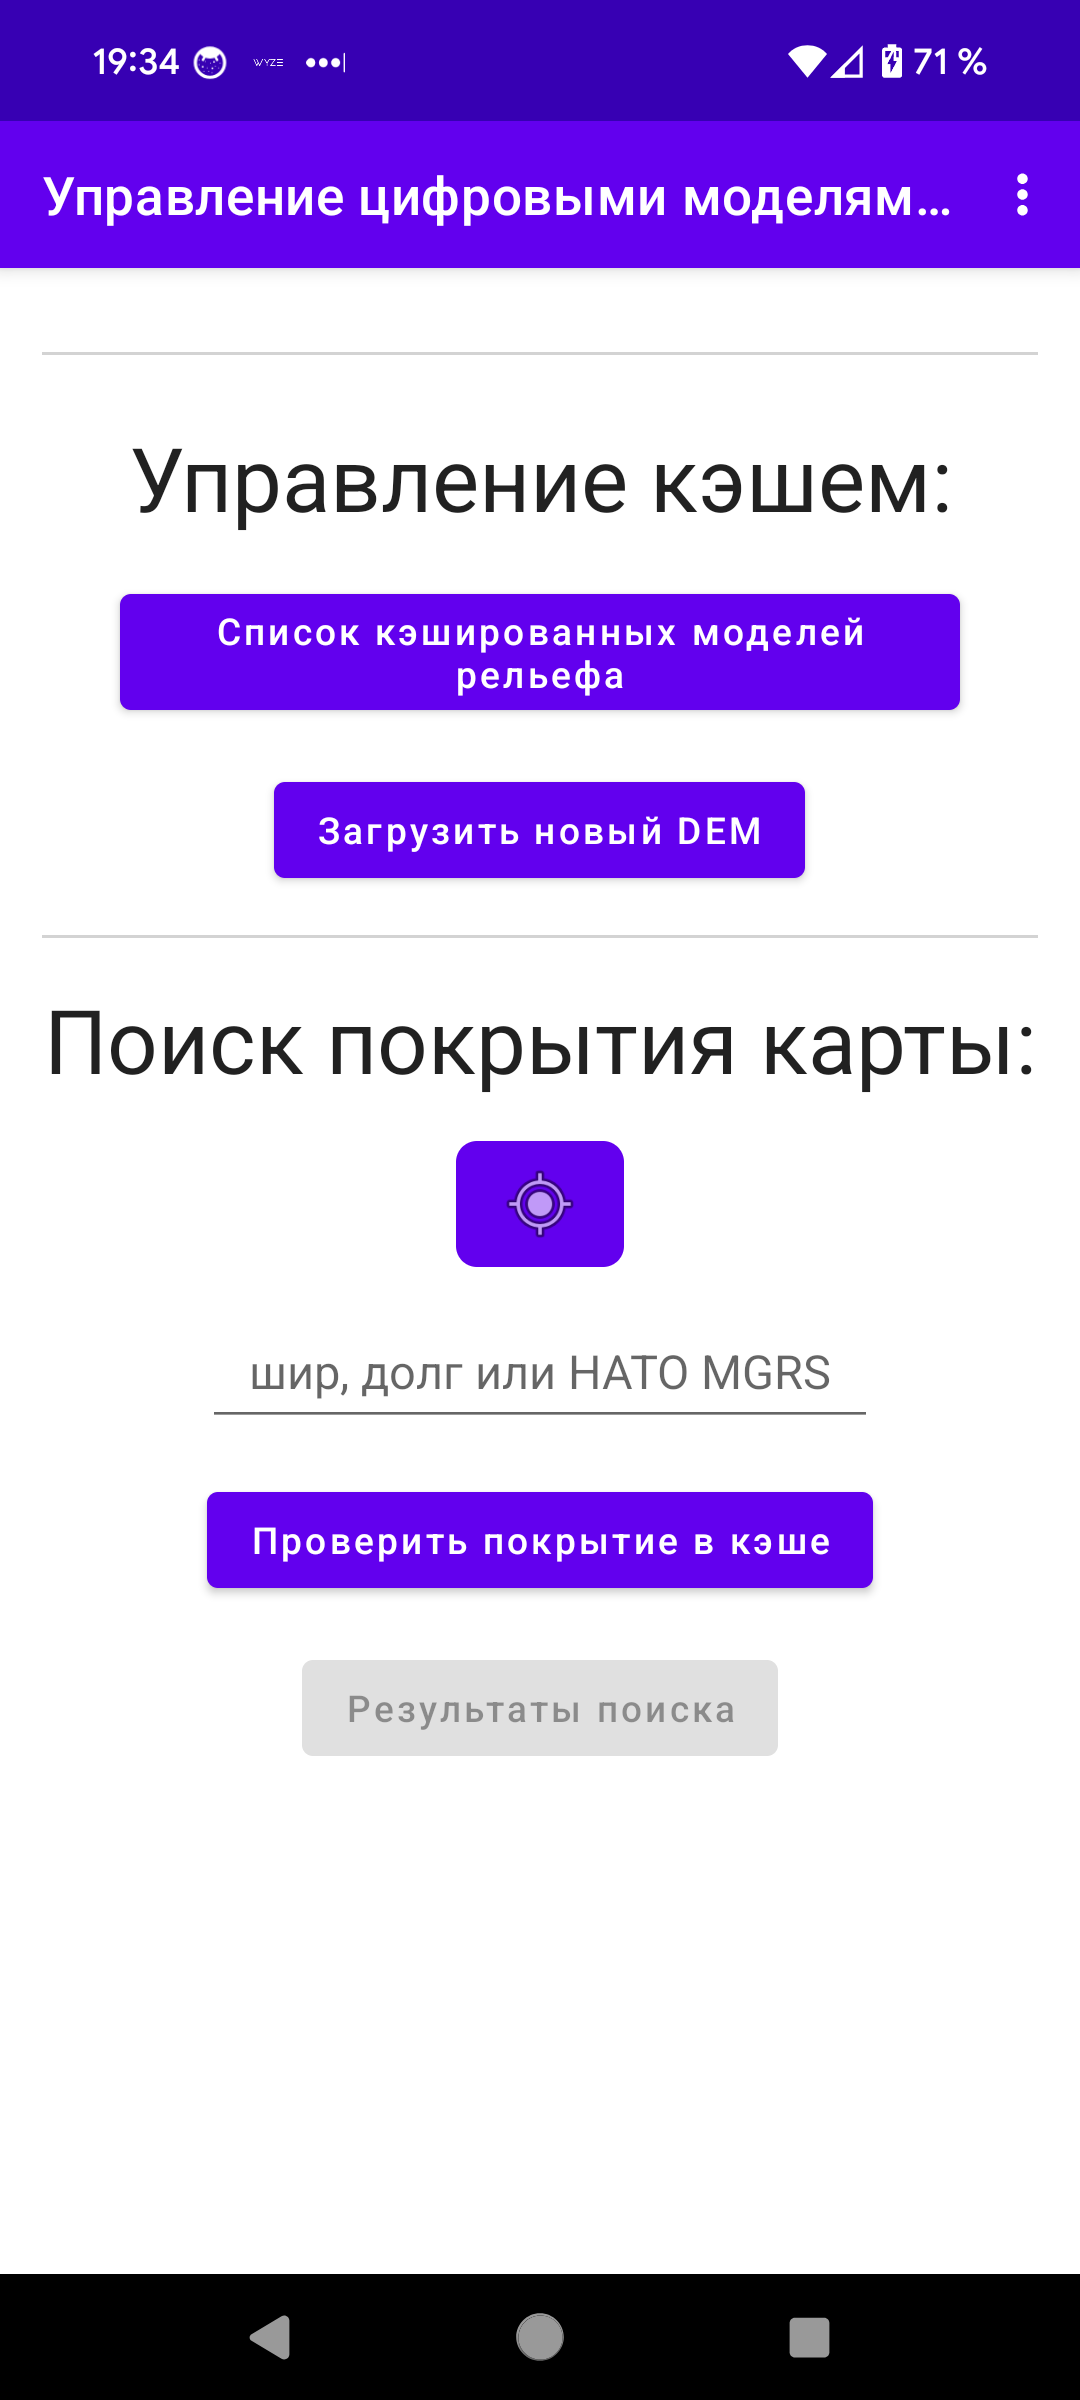 19:34 WYZE 71 %
Управление цифровыми моделям...
Управление кэшем:
Список кэшированных моделей
рельефа
Загрузить новый DEM
Поиск покрытия карты:
шир, долг или НАТО MGRS
Проверить покрытие в кэше
Результаты поиска